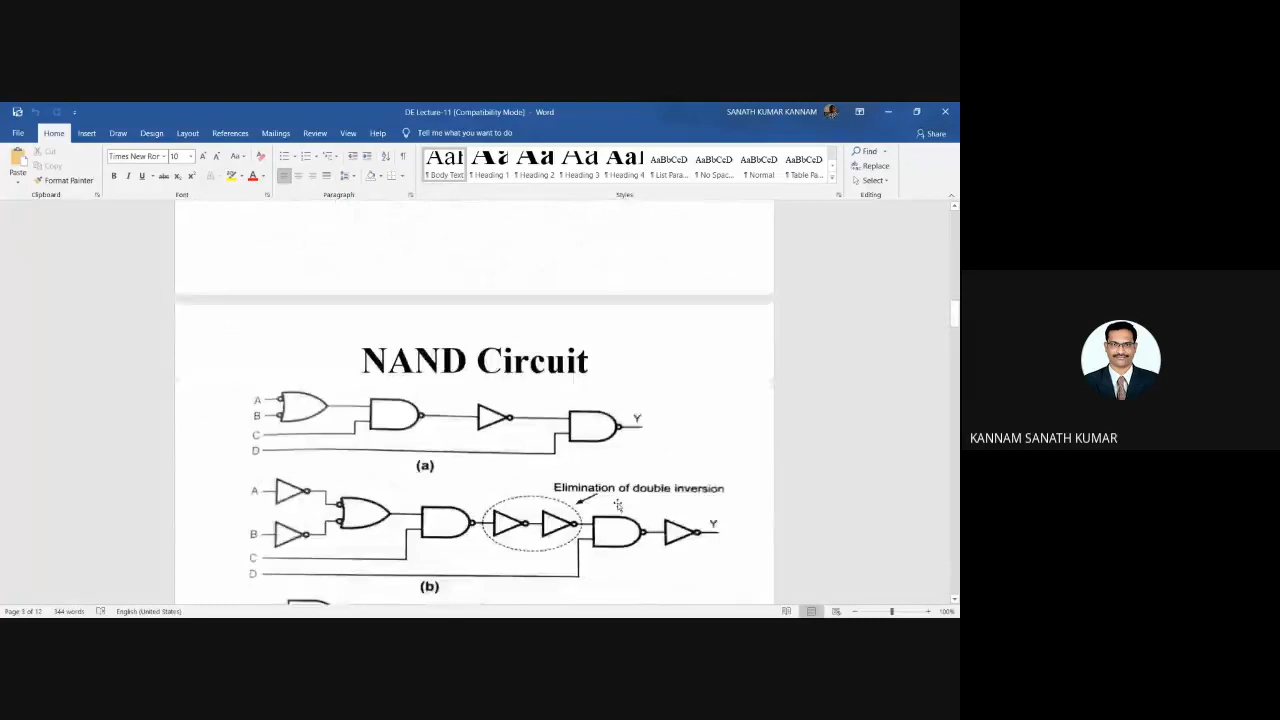 DE Lecture-11 [Compatibility Mode] - Word
SANATH KUMAR KANNAM
File Home Insert Draw Design Layout References Mailings Review View Help Tell me what you want to do Share
Paste
Cut
Copy
Format Painter
Clipboard
Times New Ror 10
Font
Paragraph
¶ Body Text ¶ Heading 1 ¶ Heading 2 ¶ Heading 3 ¶ Heading 4
AaBbCcD ¶ List Para... AaBbCcD ¶ No Spac... AaBbCcD ¶ Normal AaBbCcD ¶ Table Pa...
Styles
Find
Replace
Select
Editing
NAND Circuit
A
B
C
D
Y
(a)
Elimination of double inversion
A
B
C
D
Y
(b)
Page 3 of 12 344 words English (United States) 100%
KANNAM SANATH KUMAR